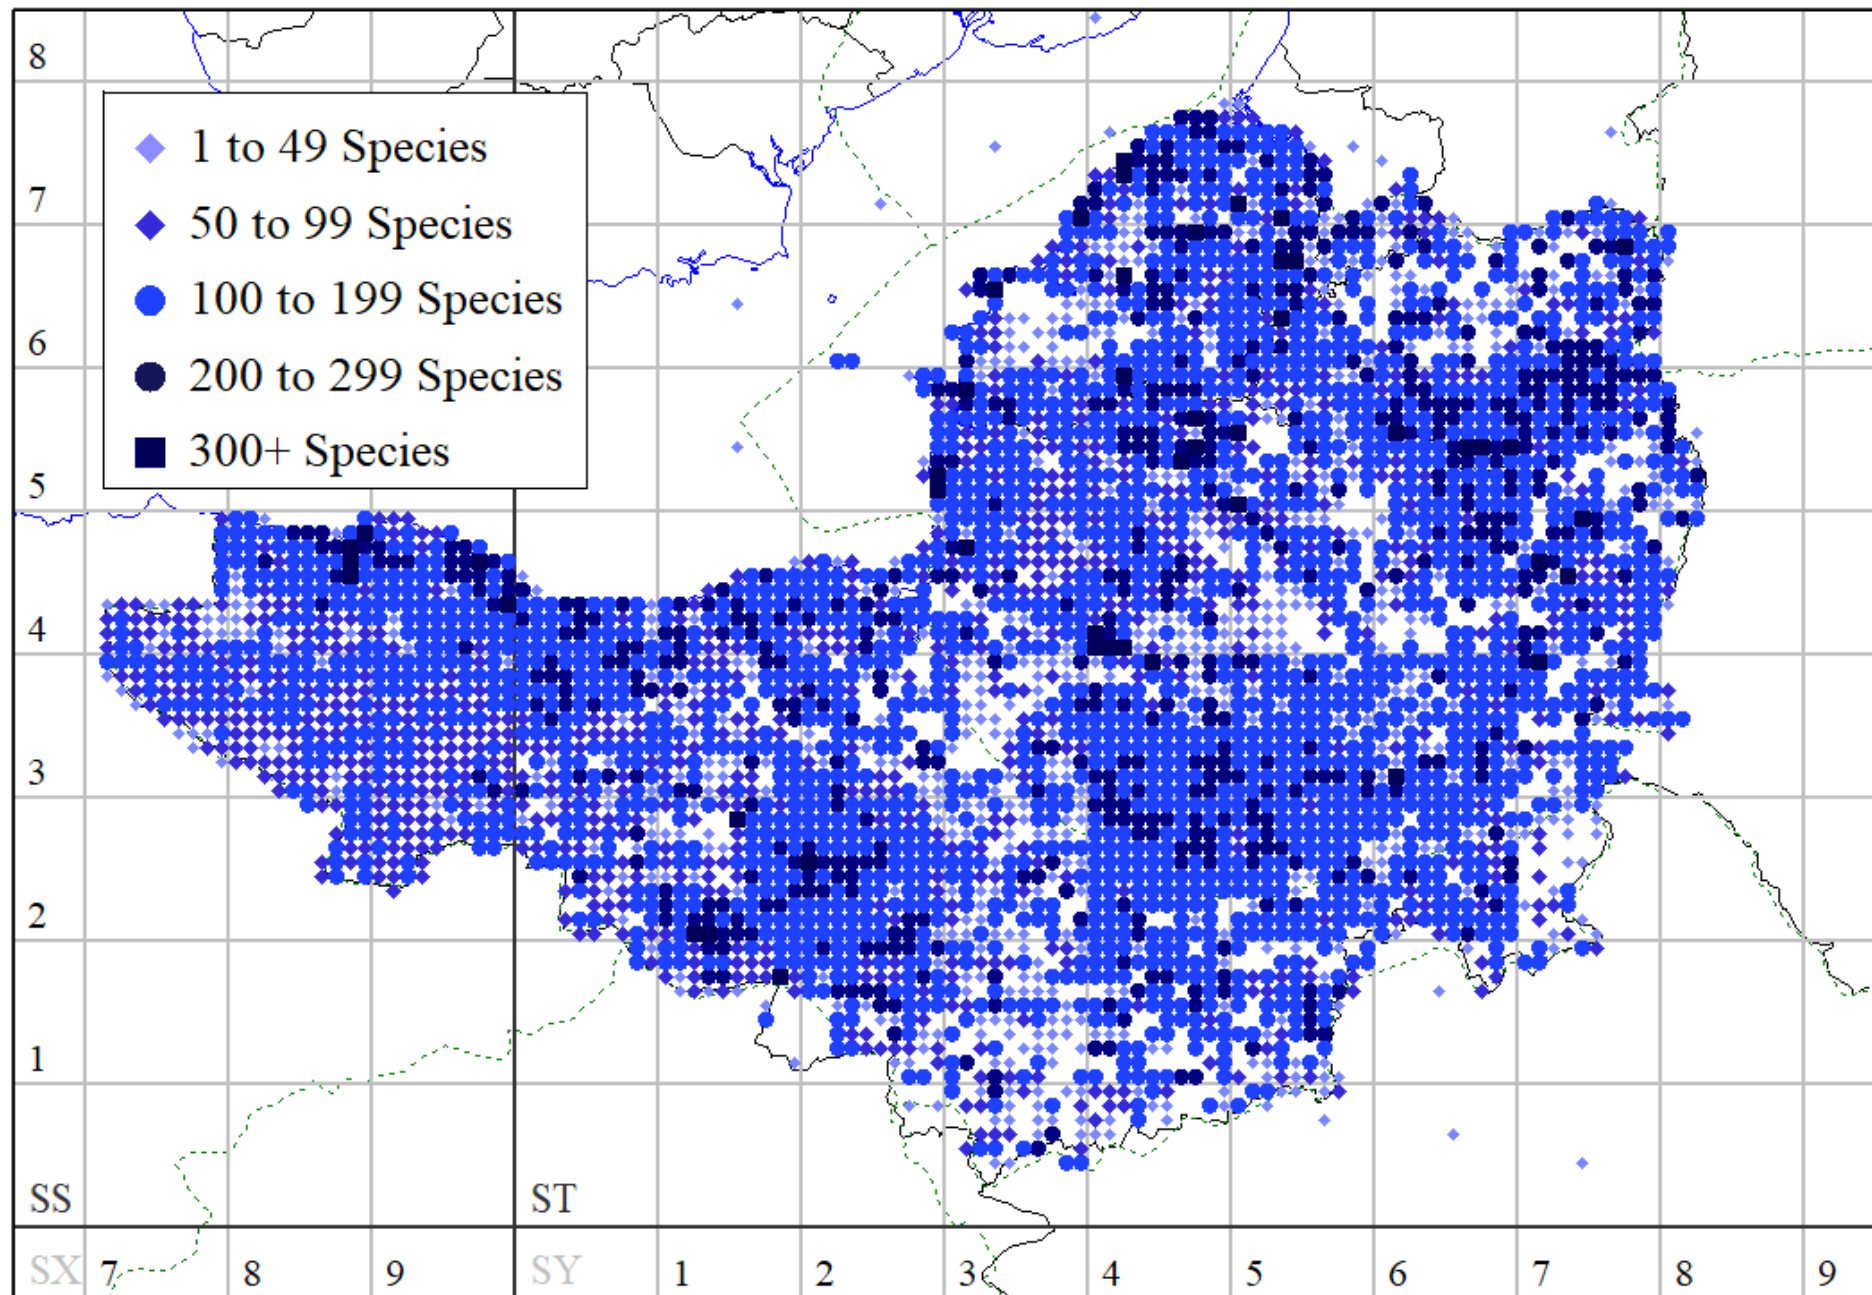 8
1 to 49 Species
50 to 99 Species
7
100 to 199 Species
6
200 to 299 Species
300+ Species
5
4
3
2
1
SS ST
SX 7 8 9 SY 1 2 3 4 5 6 7 8 9